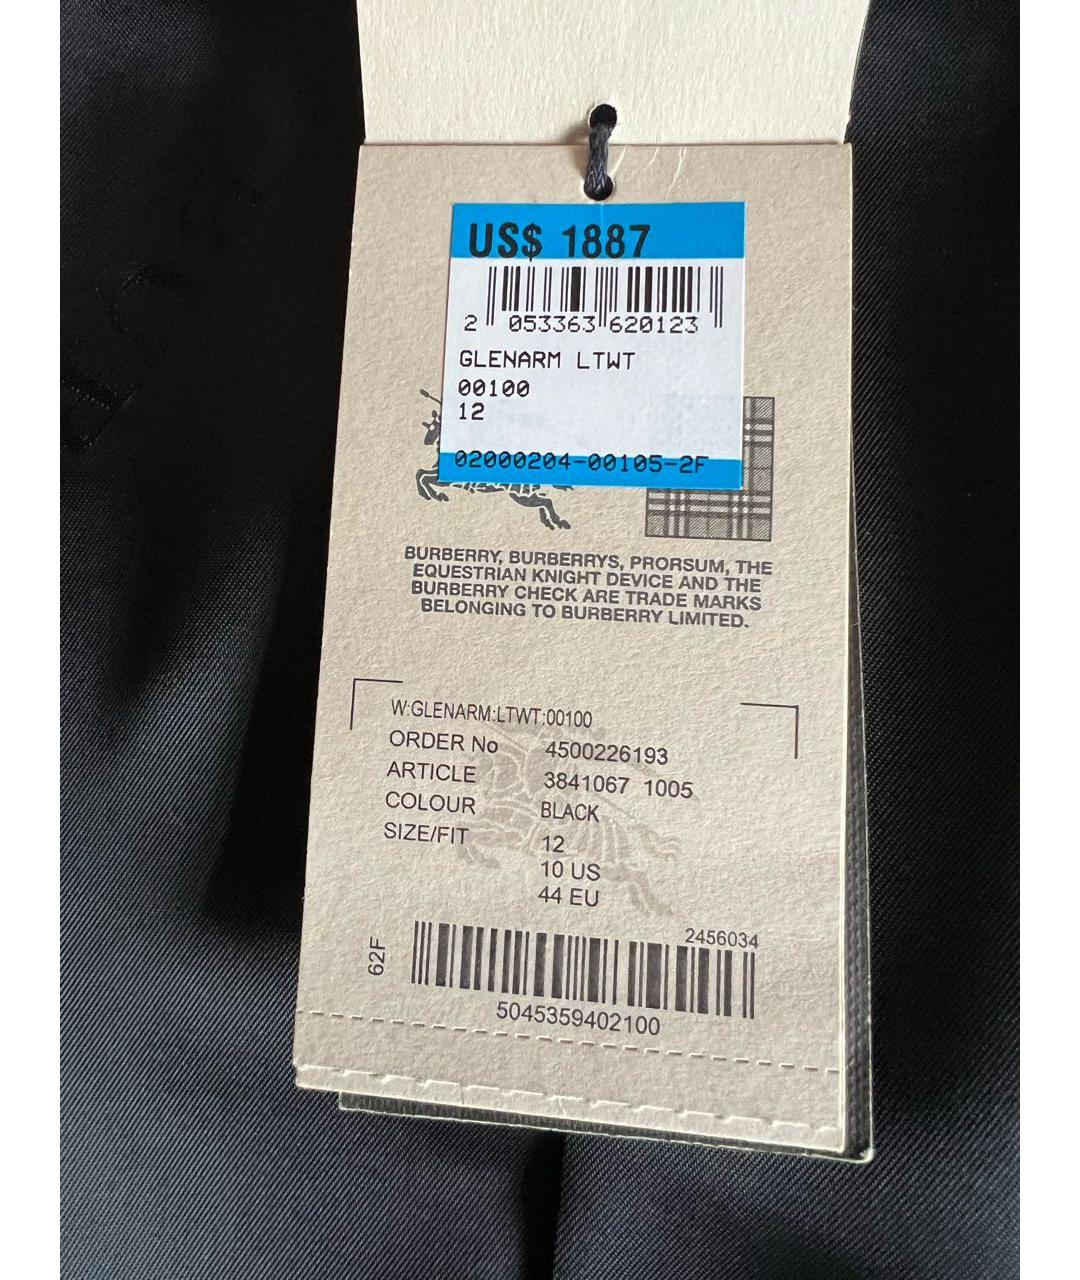 US$ 1887
2 053363 620123
GLENARM LTWT
00100
12
02000204-00105-2F
BURBERRY, BURBERRYS, PRORSUM, THE
EQUESTRIAN KNIGHT DEVICE AND THE
BURBERRY CHECK ARE TRADE MARKS
BELONGING TO BURBERRY LIMITED.
W:GLENARM:LTWT:00100
ORDER No 4500226193
ARTICLE 3841067 1005
COLOUR BLACK
SIZE/FIT 12
10 US
44 EU
2456034
62F
5045359402100